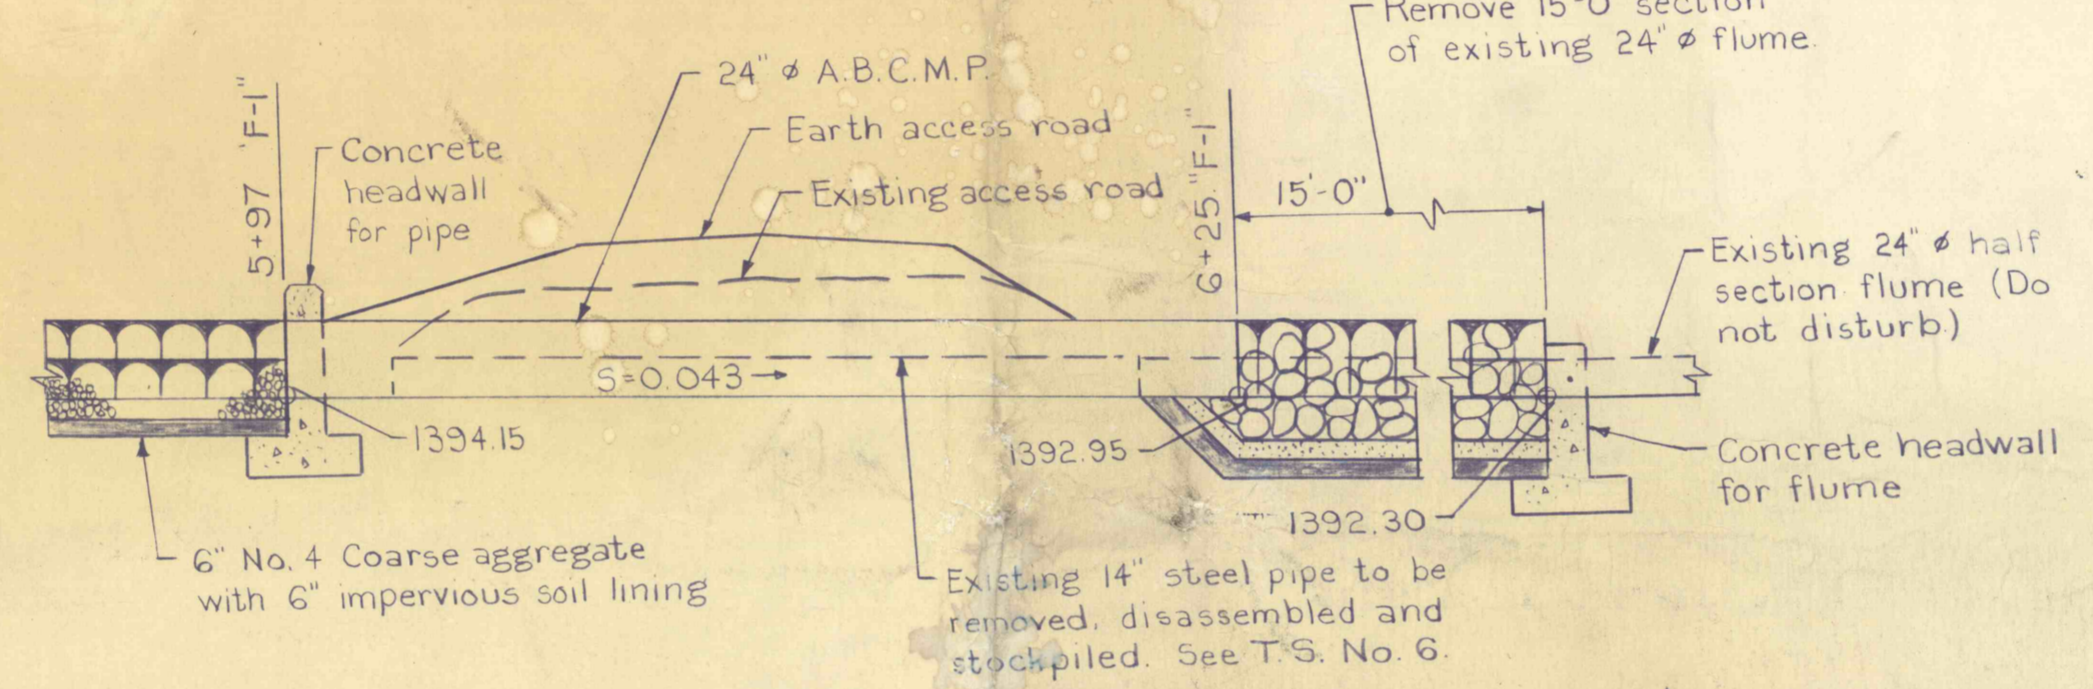 Remove 15'-0" section
of existing 24" ø flume.
24" ø A.B.C.M.P.
Earth access road
Existing access road
5+97 "F-1"
Concrete
headwall
for pipe
6+25 "F-1"
15'-0"
Existing 24" ø half
section flume (Do
not disturb.)
S=0.043
1394.15
1392.95
Concrete headwall
for flume
1392.30
6" No. 4 Coarse aggregate
with 6" impervious soil lining
Existing 14" steel pipe to be
removed, disassembled and
stockpiled. See T.S. No. 6.